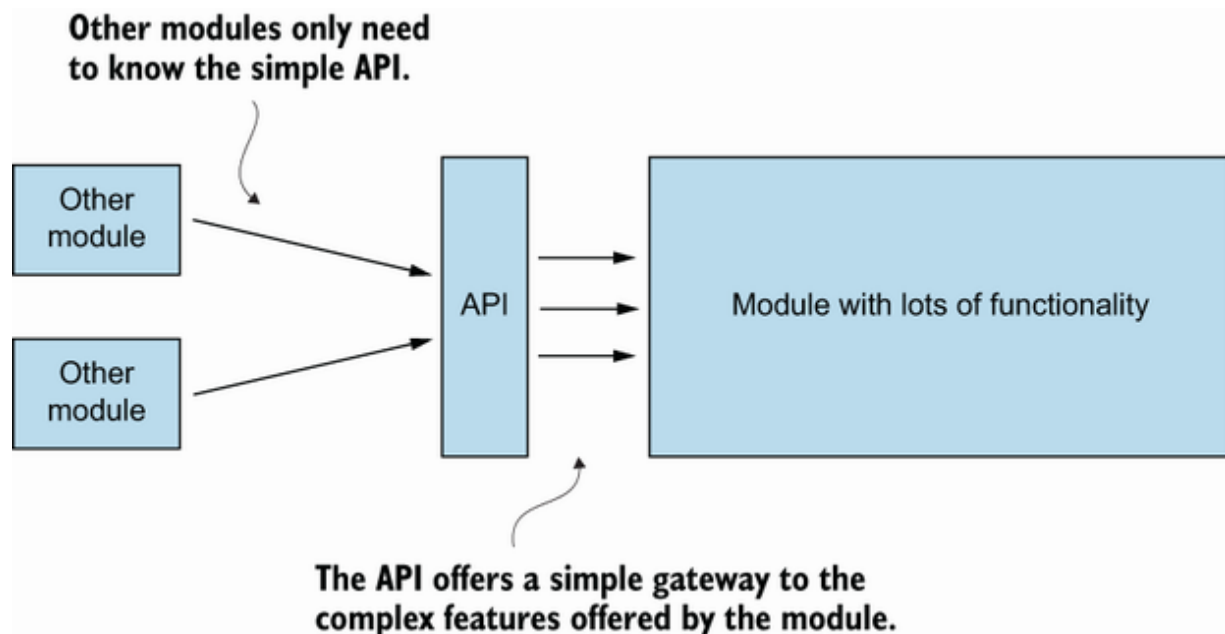 Other modules only need
to know the simple API.
Other
module
API
Module with lots of functionality
Other
module
The API offers a simple gateway to the
complex features offered by the module.